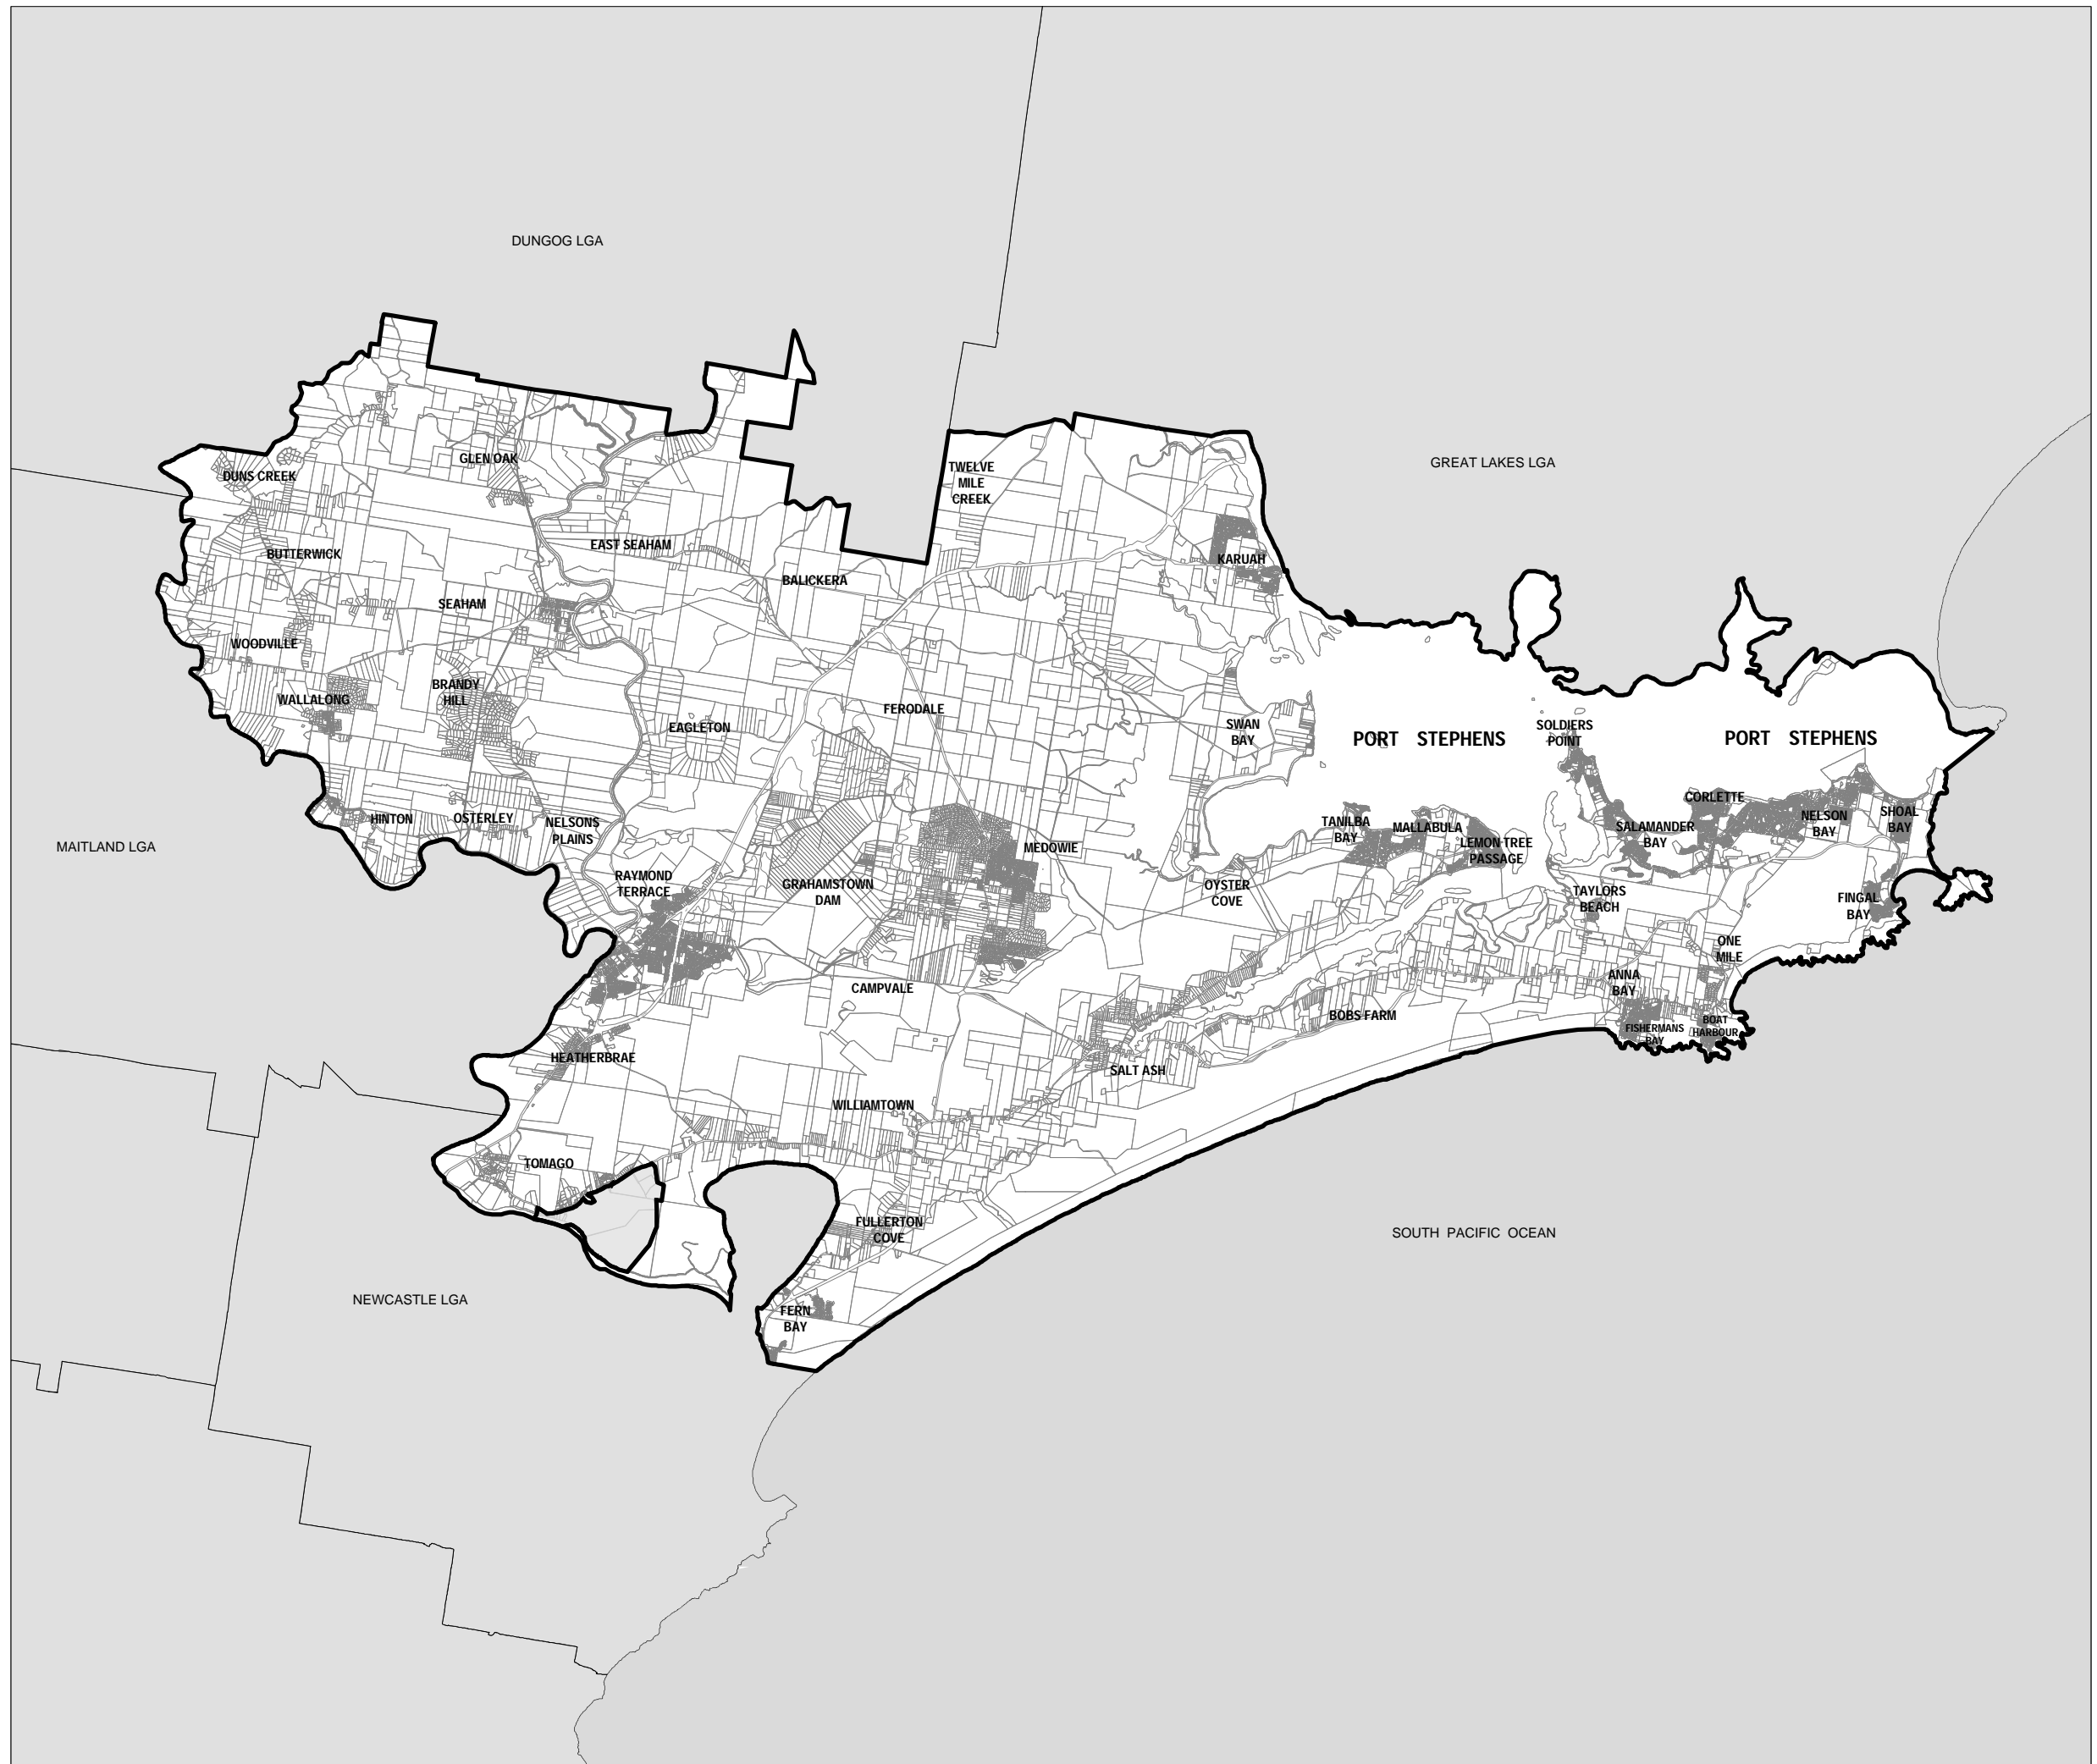 DUNGOG LGA
GREAT LAKES LGA
GLEN OAK
DUNS CREEK
TWELVE
MILE
CREEK
EAST SEAHAM
BUTTERWICK
KARUAH
BALICKERA
SEAHAM
WOODVILLE
BRANDY
HILL
WALLALONG
FERODALE
EAGLETON
SWAN
BAY
SOLDIERS
POINT
PORT STEPHENS
PORT STEPHENS
CORLETTE
HINTON
OSTERLEY
NELSONS
PLAINS
TANILBA
BAY
MALLABULA
LEMON TREE
PASSAGE
SALAMANDER
BAY
NELSON
BAY
SHOAL
BAY
MAITLAND LGA
MEDOWIE
RAYMOND
TERRACE
GRAHAMSTOWN
DAM
OYSTER
COVE
TAYLORS
BEACH
FINGAL
BAY
ONE
MILE
ANNA
BAY
CAMPVALE
BOBS FARM
FISHERMANS
BAY
BOAT
HARBOUR
HEATHERBRAE
SALT ASH
WILLIAMTOWN
TOMAGO
FULLERTON
COVE
SOUTH PACIFIC OCEAN
NEWCASTLE LGA
FERN
BAY